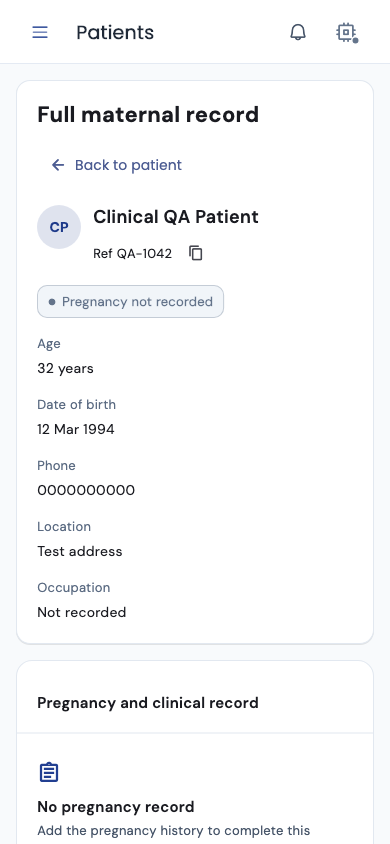 Patients
Full maternal record
Back to patient
CP
Clinical QA Patient
Ref QA-1042
Pregnancy not recorded
Age
32 years
Date of birth
12 Mar 1994
Phone
0000000000
Location
Test address
Occupation
Not recorded
Pregnancy and clinical record
No pregnancy record
Add the pregnancy history to complete this